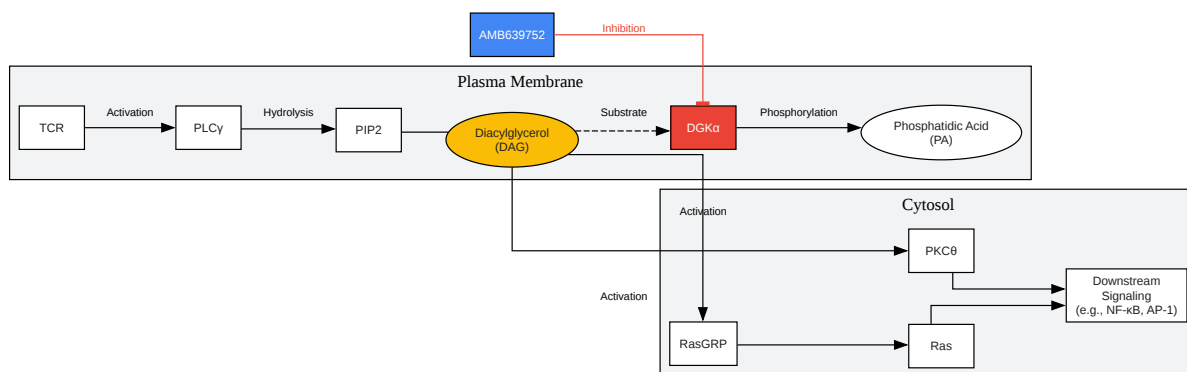 AMB639752
Inhibition
Plasma Membrane
TCR
Activation
PLCγ
Hydrolysis
PIP2
Diacylglycerol
(DAG)
Substrate
DGKα
Phosphorylation
Phosphatidic Acid
(PA)
Cytosol
Activation
PKCθ
Activation
Downstream
Signaling
(e.g., NF-κB, AP-1)
RasGRP
Ras